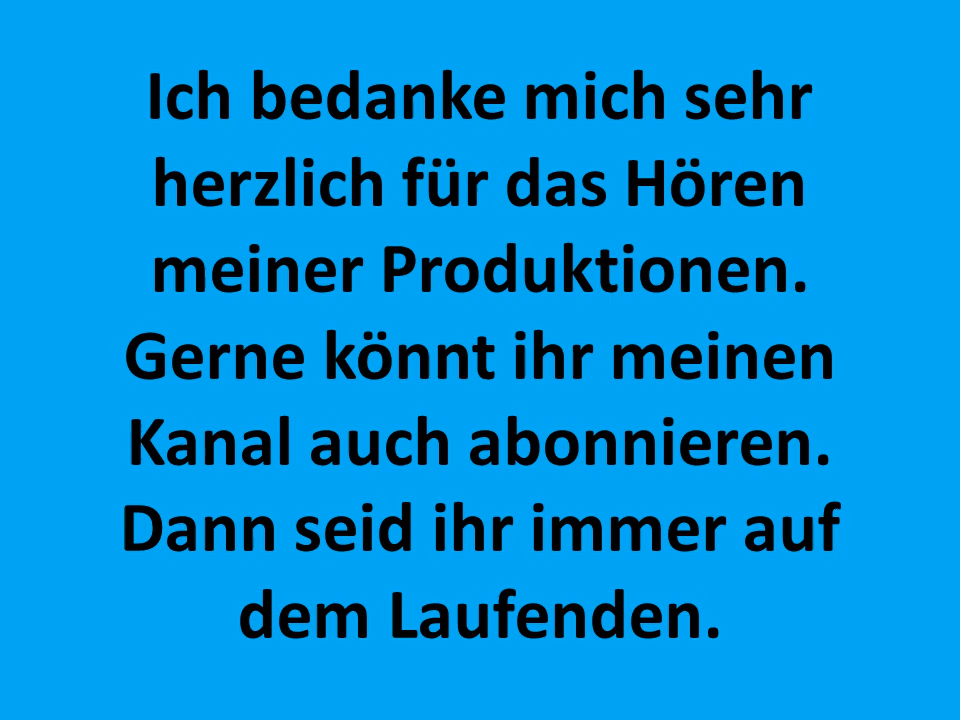 Ich bedanke mich sehr
herzlich für das Hören
meiner Produktionen.
Gerne könnt ihr meinen
Kanal auch abonnieren.
Dann seid ihr immer auf
dem Laufenden.